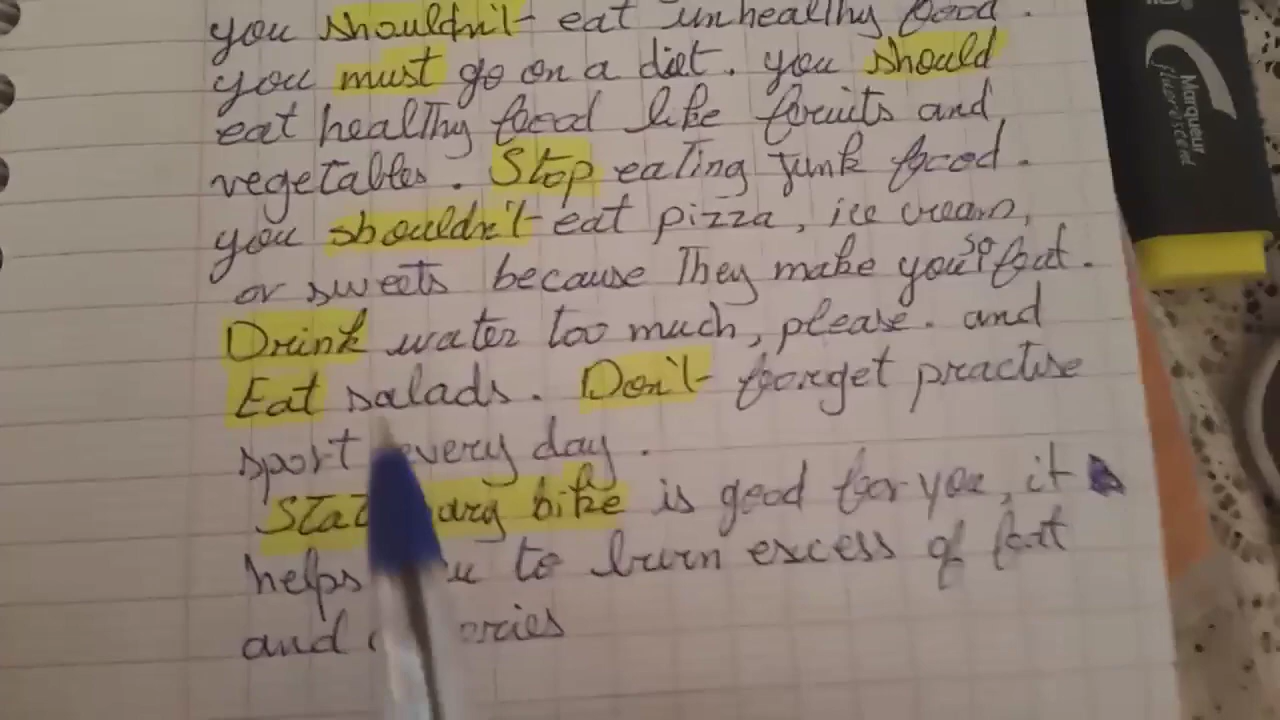 you shouldn't eat unhealthy food.
you must go on a diet. you should
eat healthy food like fruits and
vegetables. Stop eating junk food.
you shouldn't eat pizza, ice cream,
or sweets because They make you so fat.
Drink water too much, please. and
Eat salads. Don't forget practise
sport every day.
bike is good for you, it
helps to burn excess of fat
and
Marqueur
fluorescent